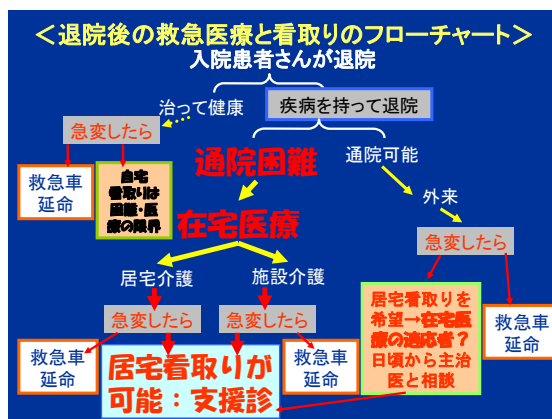 ＜退院後の救急医療と看取りのフローチャート＞
入院患者さんが退院
治って健康
疾病を持って退院
急変したら
通院困難
通院可能
救急車
延命
自宅
看取りは
困難・医
療の限界
外来
在宅医療
急変したら
居宅介護
施設介護
居宅看取りを
希望→在宅医
療の適応者？
日頃から主治
医と相談
急変したら
急変したら
救急車
延命
救急車
延命
居宅看取りが
可能：支援診
救急車
延命